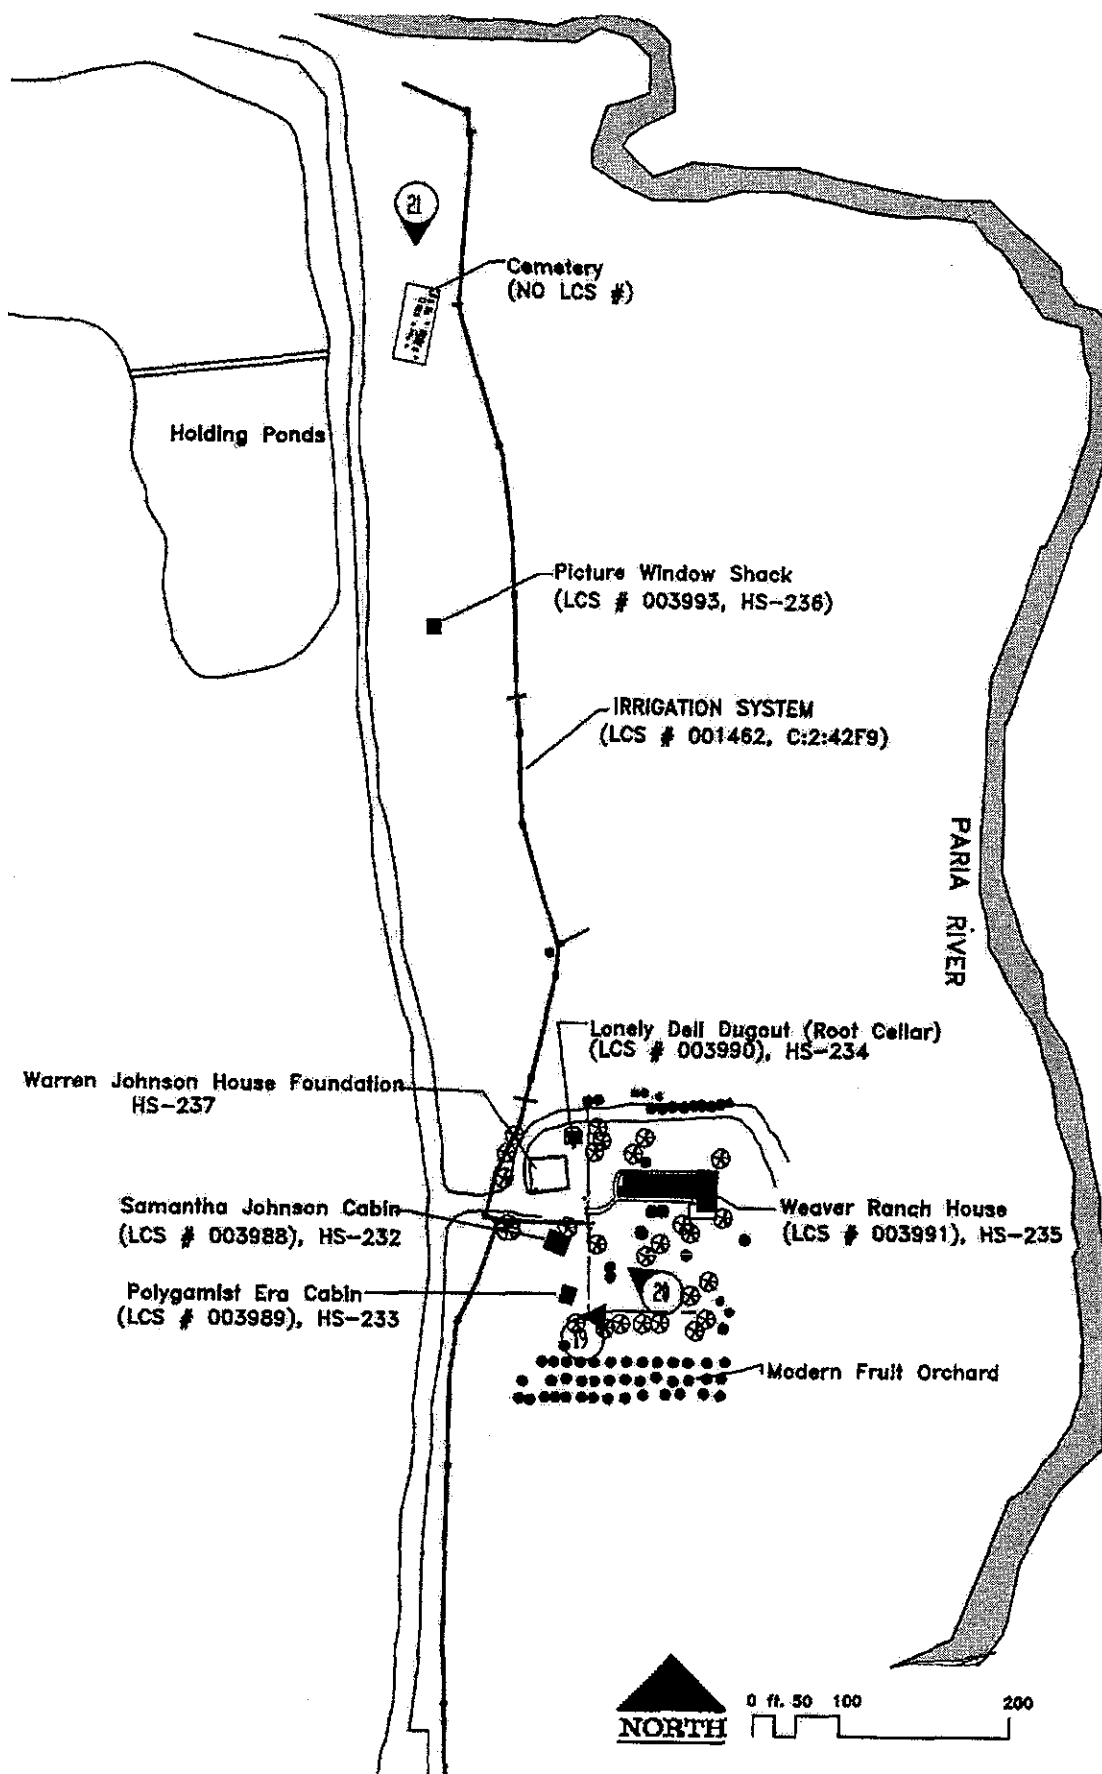 21
Cemetery
(NO LCS #)
Holding Ponds
Picture Window Shack
(LCS # 003993, HS-236)
IRRIGATION SYSTEM
(LCS # 001462, C:2:42F9)
PARIA RIVER
Lonely Dell Dugout (Root Cellar)
(LCS # 003990), HS-234
Warren Johnson House Foundation
HS-237
Samantha Johnson Cabin
(LCS # 003988), HS-232
Weaver Ranch House
(LCS # 003991), HS-235
Polygamist Era Cabin
(LCS # 003989), HS-233
20
19
Modern Fruit Orchard
NORTH
0 ft. 50 100 200